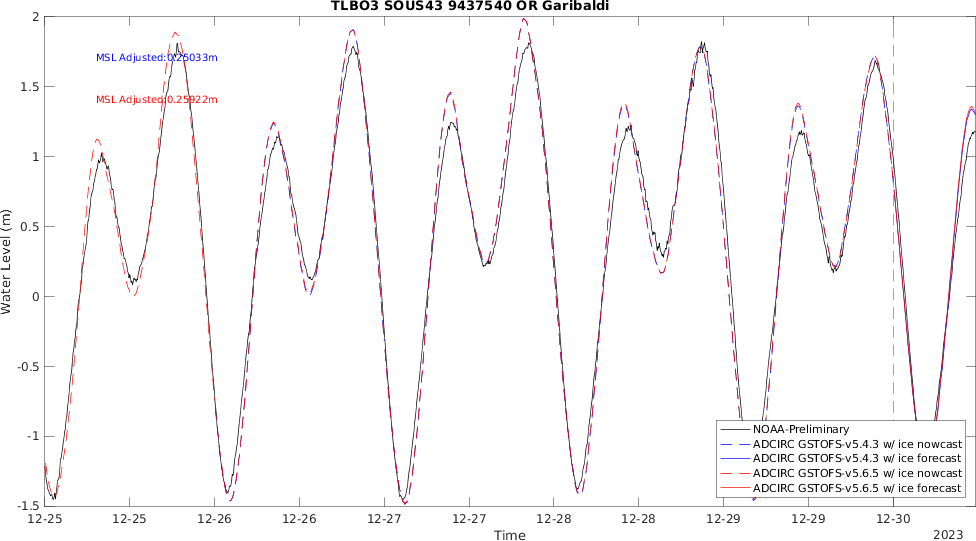 TLBO3 SOUS43 9437540 OR Garibaldi
2
MSL Adjusted:0.25033m
1.5
MSL Adjusted:0.25922m
1
0.5
Water Level (m)
0
-0.5
-1
-1.5
NOAA-Preliminary
ADCIRC GSTOFS-v5.4.3 w/ ice nowcast
ADCIRC GSTOFS-v5.4.3 w/ ice forecast
ADCIRC GSTOFS-v5.6.5 w/ ice nowcast
ADCIRC GSTOFS-v5.6.5 w/ ice forecast
12-25 12-25 12-26 12-26 12-27 12-27 12-28 12-28 12-29 12-29 12-30
Time
2023